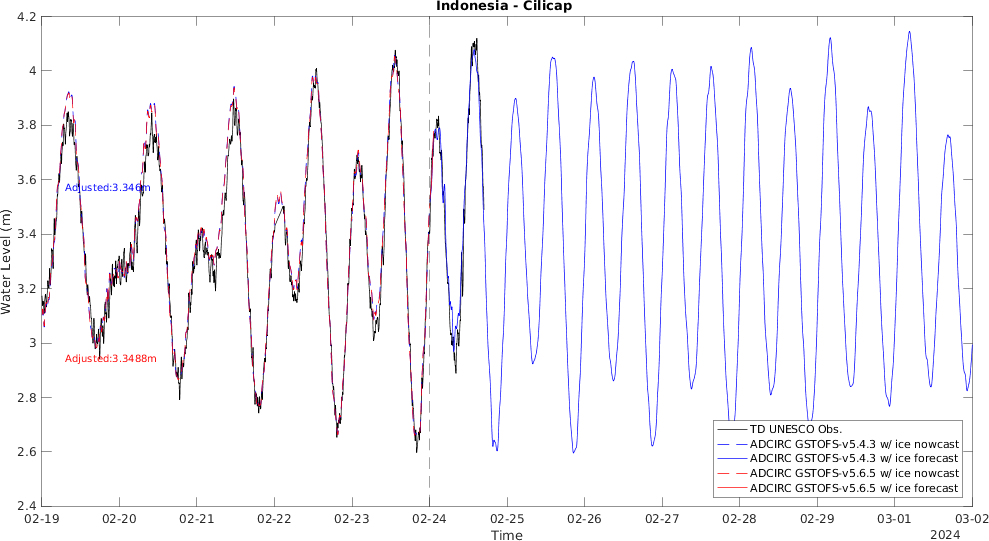 Indonesia - Cilicap
4.2
4
3.8
3.6
3.4
3.2
3
2.8
2.6
2.4
Water Level (m)
Adjusted:3.346m
Adjusted:3.3488m
TD UNESCO Obs.
ADCIRC GSTOFS-v5.4.3 w/ ice nowcast
ADCIRC GSTOFS-v5.4.3 w/ ice forecast
ADCIRC GSTOFS-v5.6.5 w/ ice nowcast
ADCIRC GSTOFS-v5.6.5 w/ ice forecast
02-19 02-20 02-21 02-22 02-23 02-24 02-25 02-26 02-27 02-28 02-29 03-01 03-02
Time
2024